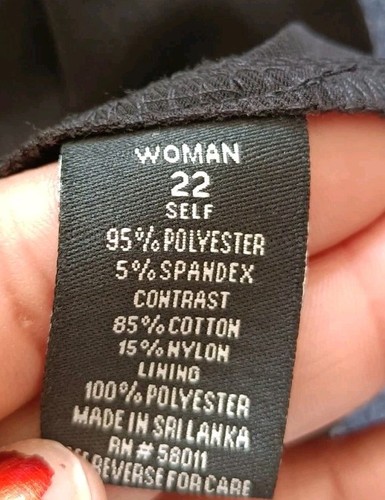 WOMAN
22
SELF
95% POLYESTER
5% SPANDEX
CONTRAST
85% COTTON
15% NYLON
LINING
100% POLYESTER
MADE IN SRI LANKA
RN # 58011
REVERSE FOR CARE